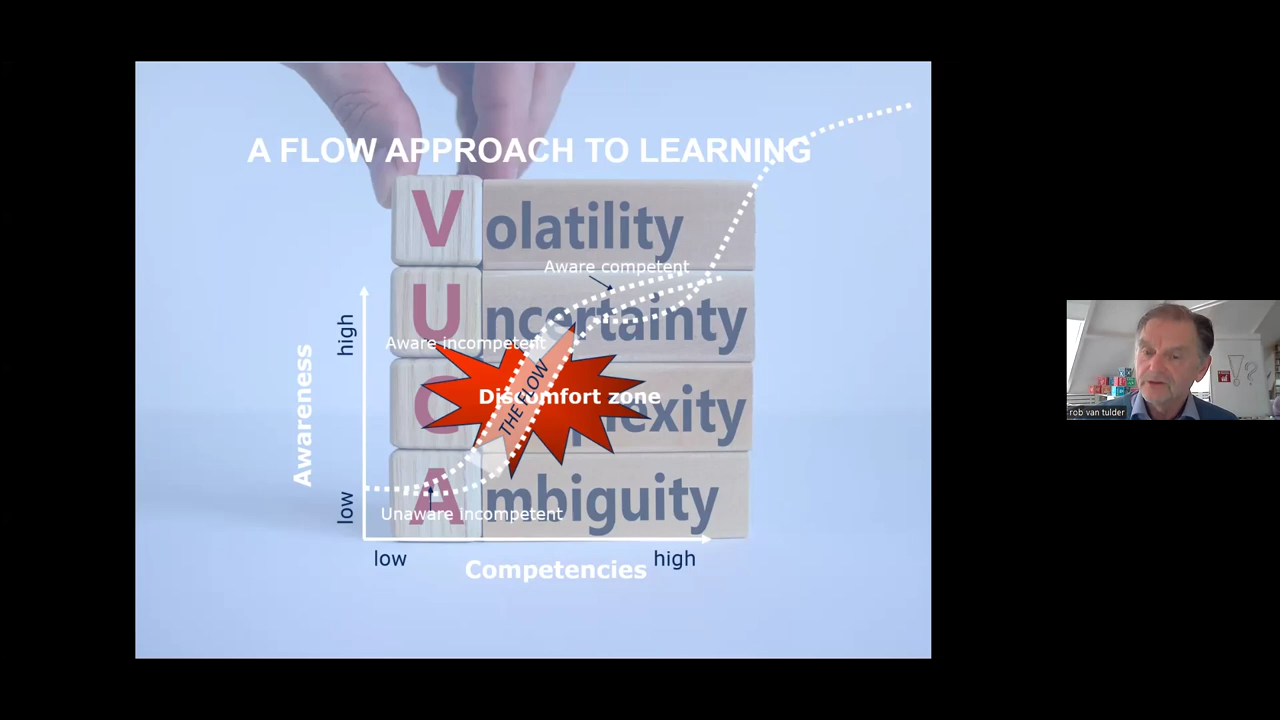 A FLOW APPROACH TO LEARNING
Volatility
Aware competent
Uncertainty
high
Aware incompetent
Awareness
Discomfort zone
THE FLOW
C plexity
Ambiguity
low
Unaware incompetent
low
high
Competencies
rob van tulder
!?